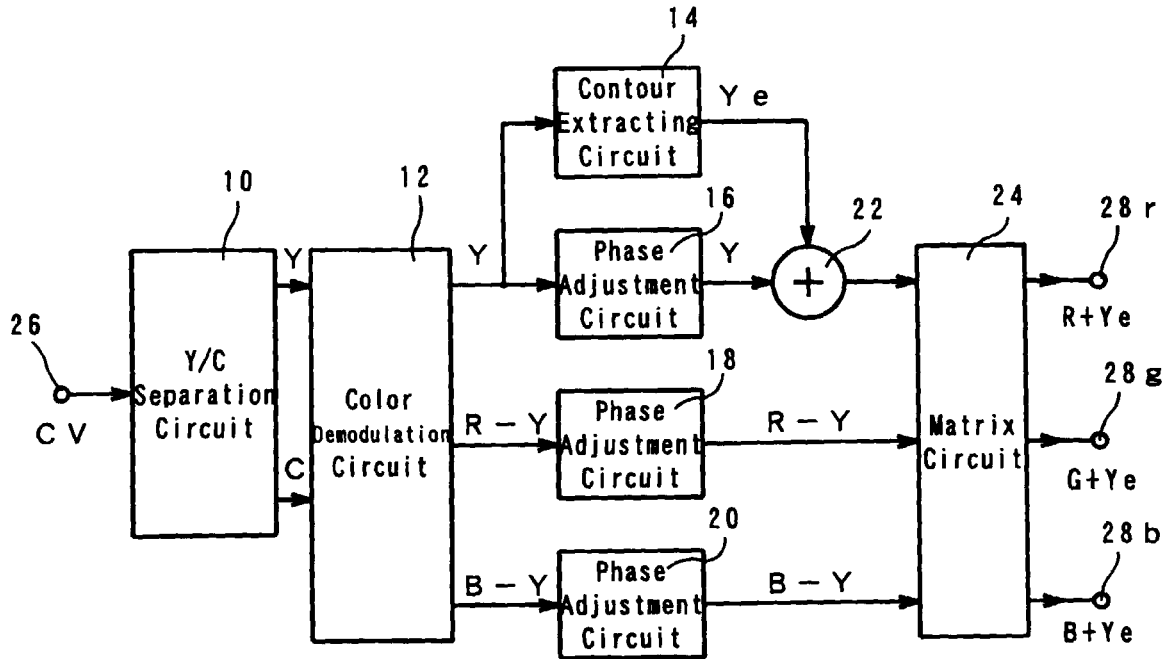 14
Contour
Extracting
Circuit
Y e
10
12
16
22
24
28 r
Y
Y
Phase
Adjustment
Circuit
Y
+
R+Ye
26
C V
Y/C
Separation
Circuit
C
Color
Demodulation
Circuit
R - Y
18
Phase
Adjustment
Circuit
R - Y
Matrix
Circuit
28 g
G+Ye
B - Y
20
Phase
Adjustment
Circuit
B - Y
28 b
B+Ye